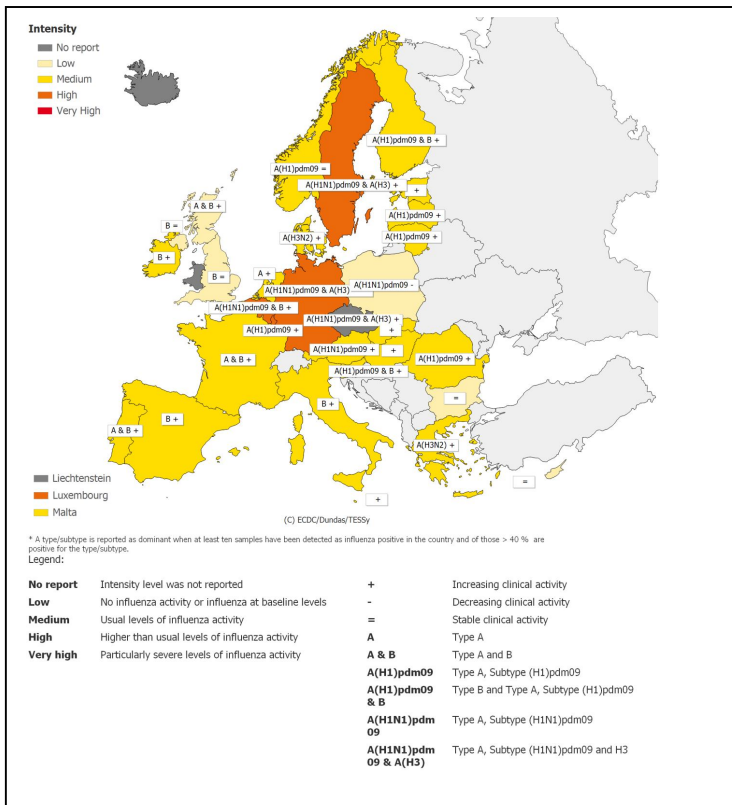 Intensity
No report
Low
Medium
High
Very High
A(H1)pdm09 & B +
A(H1)pdm09 =
A(H1N1)pdm09 & A(H3) +
+
A & B +
A(H1)pdm09 +
B =
A(H3N2) +
A(H1)pdm09 +
B +
B =
A +
A(H1N1)pdm09 & A(H3)
A(H1N1)pdm09 -
A(H1N1)pdm09 & B +
A(H1N1)pdm09 & A(H3) +
A(H1)pdm09 +
+
A(H1N1)pdm09 +
+
A & B +
A(H1)pdm09 +
A(H1)pdm09 & B +
=
B +
B +
A & B +
A(H3N2) +
=
+
Liechtenstein
Luxembourg
Malta
(C) ECDC/Dundas/TESSy
* A type/subtype is reported as dominant when at least ten samples have been detected as influenza positive in the country and of those > 40 % are
positive for the type/subtype.
Legend:
No report Intensity level was not reported + Increasing clinical activity
Low No influenza activity or influenza at baseline levels - Decreasing clinical activity
Medium Usual levels of influenza activity = Stable clinical activity
High Higher than usual levels of influenza activity A Type A
Very high Particularly severe levels of influenza activity A & B Type A and B
A(H1)pdm09 Type A, Subtype (H1)pdm09
A(H1)pdm09 Type B and Type A, Subtype (H1)pdm09
& B
A(H1N1)pdm Type A, Subtype (H1N1)pdm09
09
A(H1N1)pdm Type A, Subtype (H1N1)pdm09 and H3
09 & A(H3)